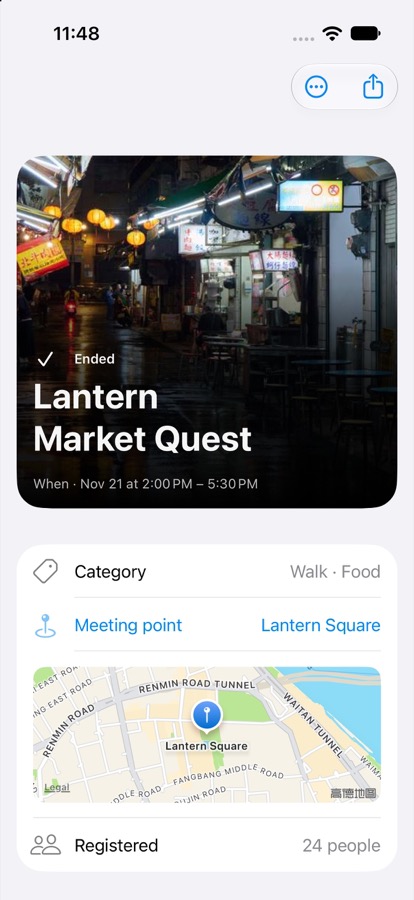 11:48
Ended
Lantern
Market Quest
When · Nov 21 at 2:00 PM – 5:30 PM
Category
Walk · Food
Meeting point
Lantern Square
RENMIN ROAD TUNNEL
RENMIN ROAD
WAITAN TUNNEL
Lantern Square
FANGBANG MIDDLE ROAD
Legal
高德地图
Registered
24 people